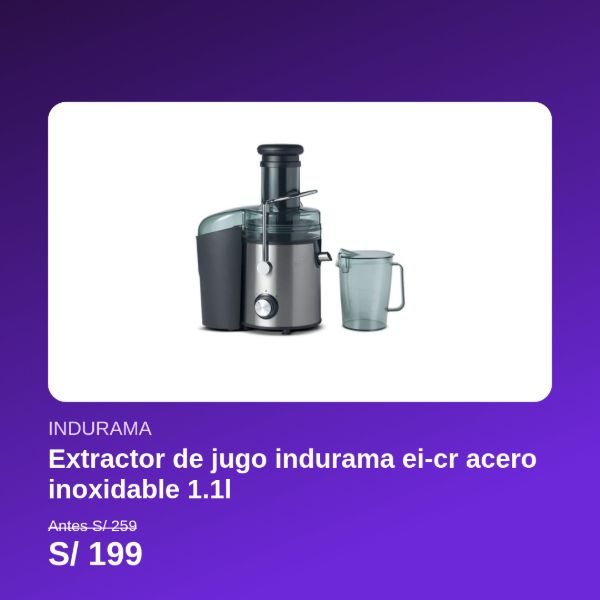 INDURAMA
Extractor de jugo indurama ei-cr acero
inoxidable 1.1l
Antes S/ 259
S/ 199